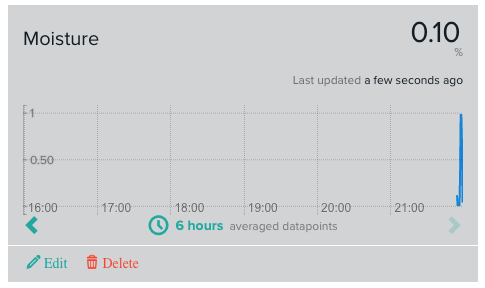 Moisture
0.10
%
Last updated a few seconds ago
1
0.50
16:00 17:00 18:00 19:00 20:00 21:00
6 hours averaged datapoints
Edit Delete